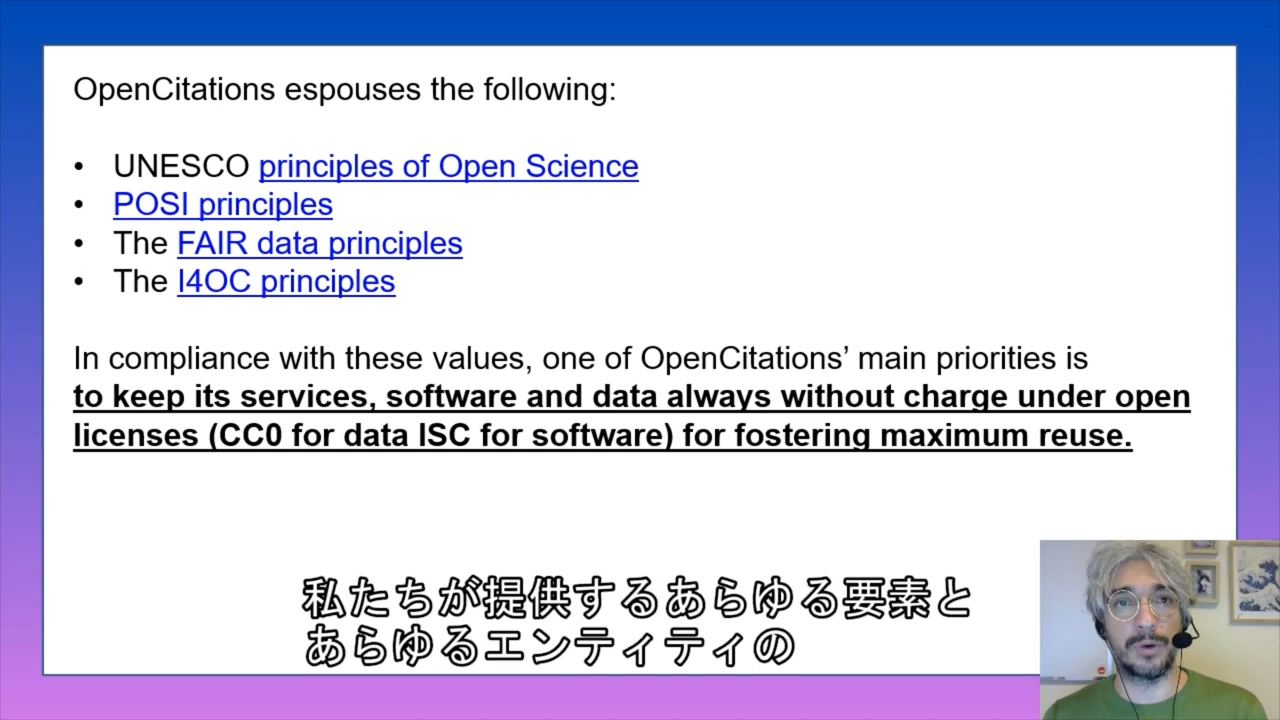 OpenCitations espouses the following:
• UNESCO principles of Open Science
• POSI principles
• The FAIR data principles
• The I4OC principles
In compliance with these values, one of OpenCitations’ main priorities is
to keep its services, software and data always without charge under open
licenses (CC0 for data ISC for software) for fostering maximum reuse.
私たちが提供するあらゆる要素と
あらゆるエンティティの